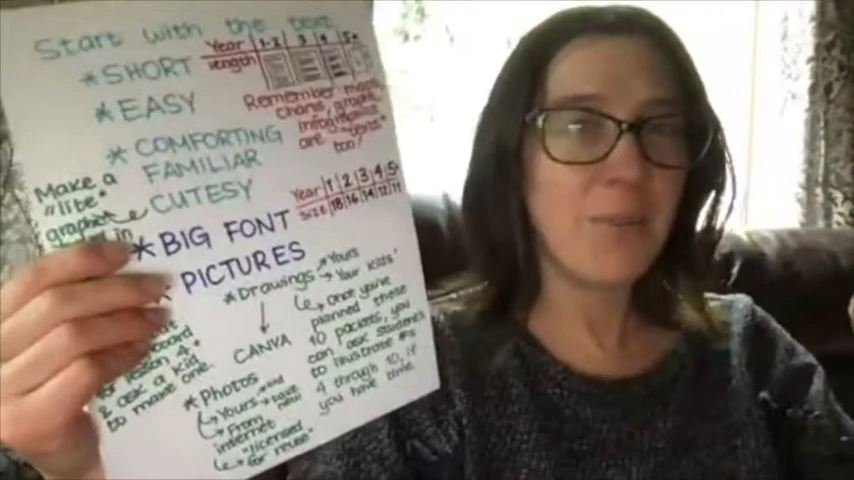 Start with the text
*SHORT
*EASY
*COMFORTING
FAMILIAR
CUTESY
*BIG FONT
PICTURES
Year 1-2 3 4 5+
Length
Remember maps,
charts, graphs,
infographics
are "texts"
too!
Make a
"lite"
Year 1 2 3 4 5+
Size 18 16 14 12 11
*Drawings → Yours
→ Your kids'
CANVA
once you've
planned these
10 packets, you
can ask students
to illustrate #s
4 through 10, if
you have time.
for lesson 4"
& ask a kid
to make one.
*Photos
Yours
From
internet
"licensed
for reuse"